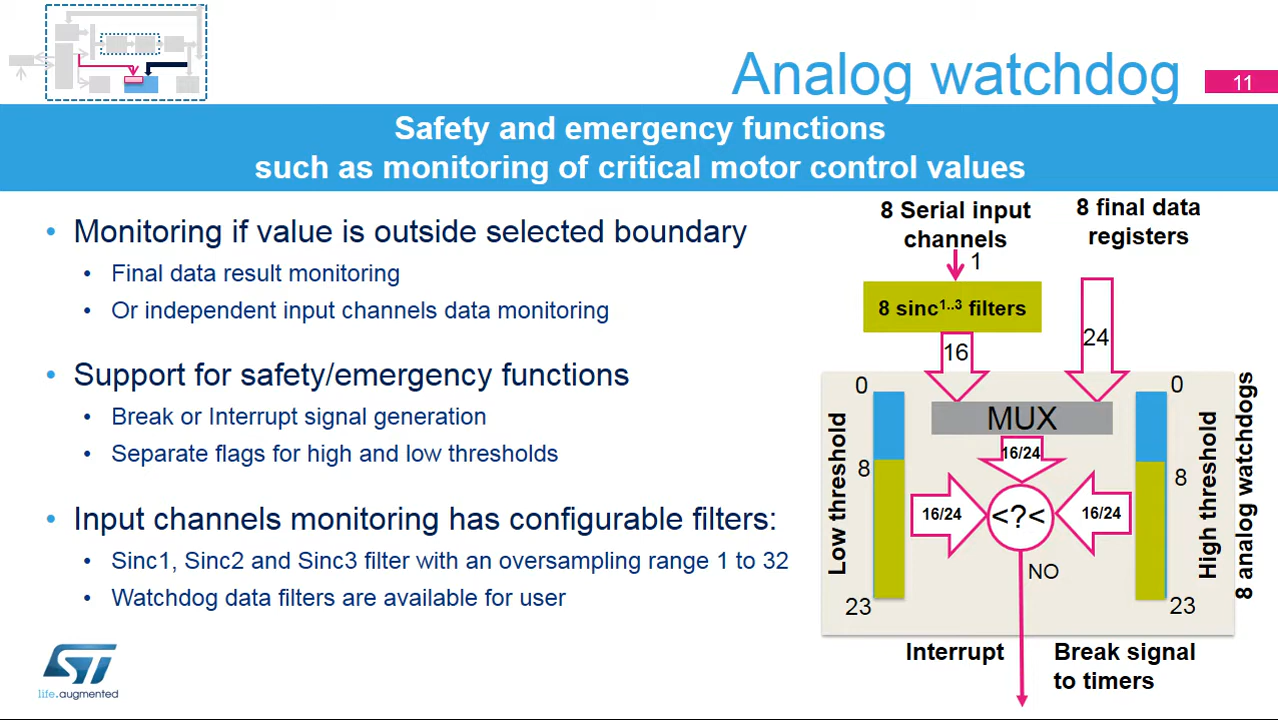 Analog watchdog
11
Safety and emergency functions
such as monitoring of critical motor control values
• Monitoring if value is outside selected boundary
• Final data result monitoring
• Or independent input channels data monitoring
• Support for safety/emergency functions
• Break or Interrupt signal generation
• Separate flags for high and low thresholds
• Input channels monitoring has configurable filters:
• Sinc1, Sinc2 and Sinc3 filter with an oversampling range 1 to 32
• Watchdog data filters are available for user
8 Serial input
channels
8 final data
registers
1
8 sinc¹··³ filters
16
24
0
0
MUX
16/24
Low threshold
8
8
High threshold
8 analog watchdogs
16/24
<?<
16/24
NO
23
23
Interrupt
Break signal
to timers
ST
life.augmented